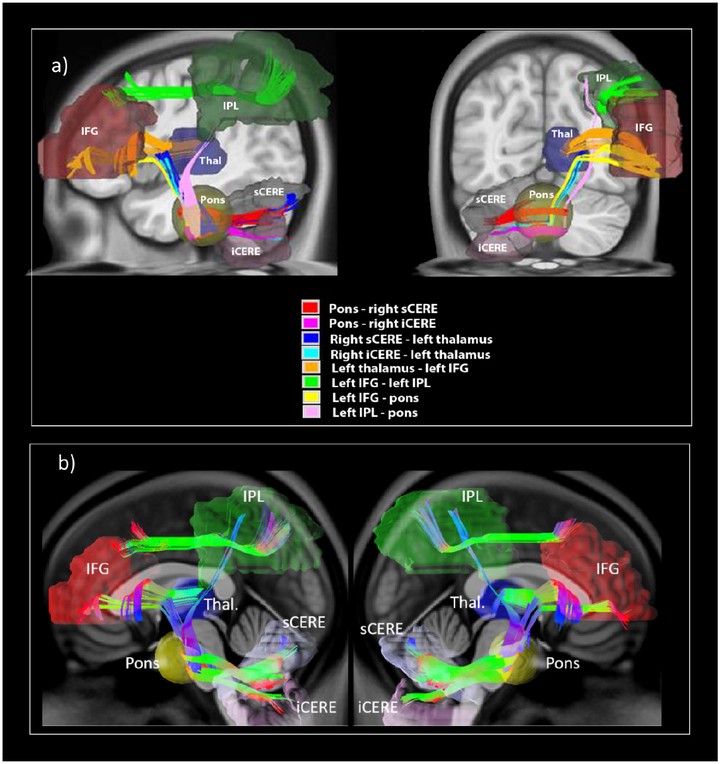 a)
IPL
IFG
Thal
Pons
sCERE
iCERE
IPL
IFG
Thal
Pons
sCERE
iCERE
Pons - right sCERE
Pons - right iCERE
Right sCERE - left thalamus
Right iCERE - left thalamus
Left thalamus - left IFG
Left IFG - left IPL
Left IFG - pons
Left IPL - pons
b)
IPL
IFG
Thal.
sCERE
Pons
iCERE
IPL
IFG
Thal.
sCERE
Pons
iCERE